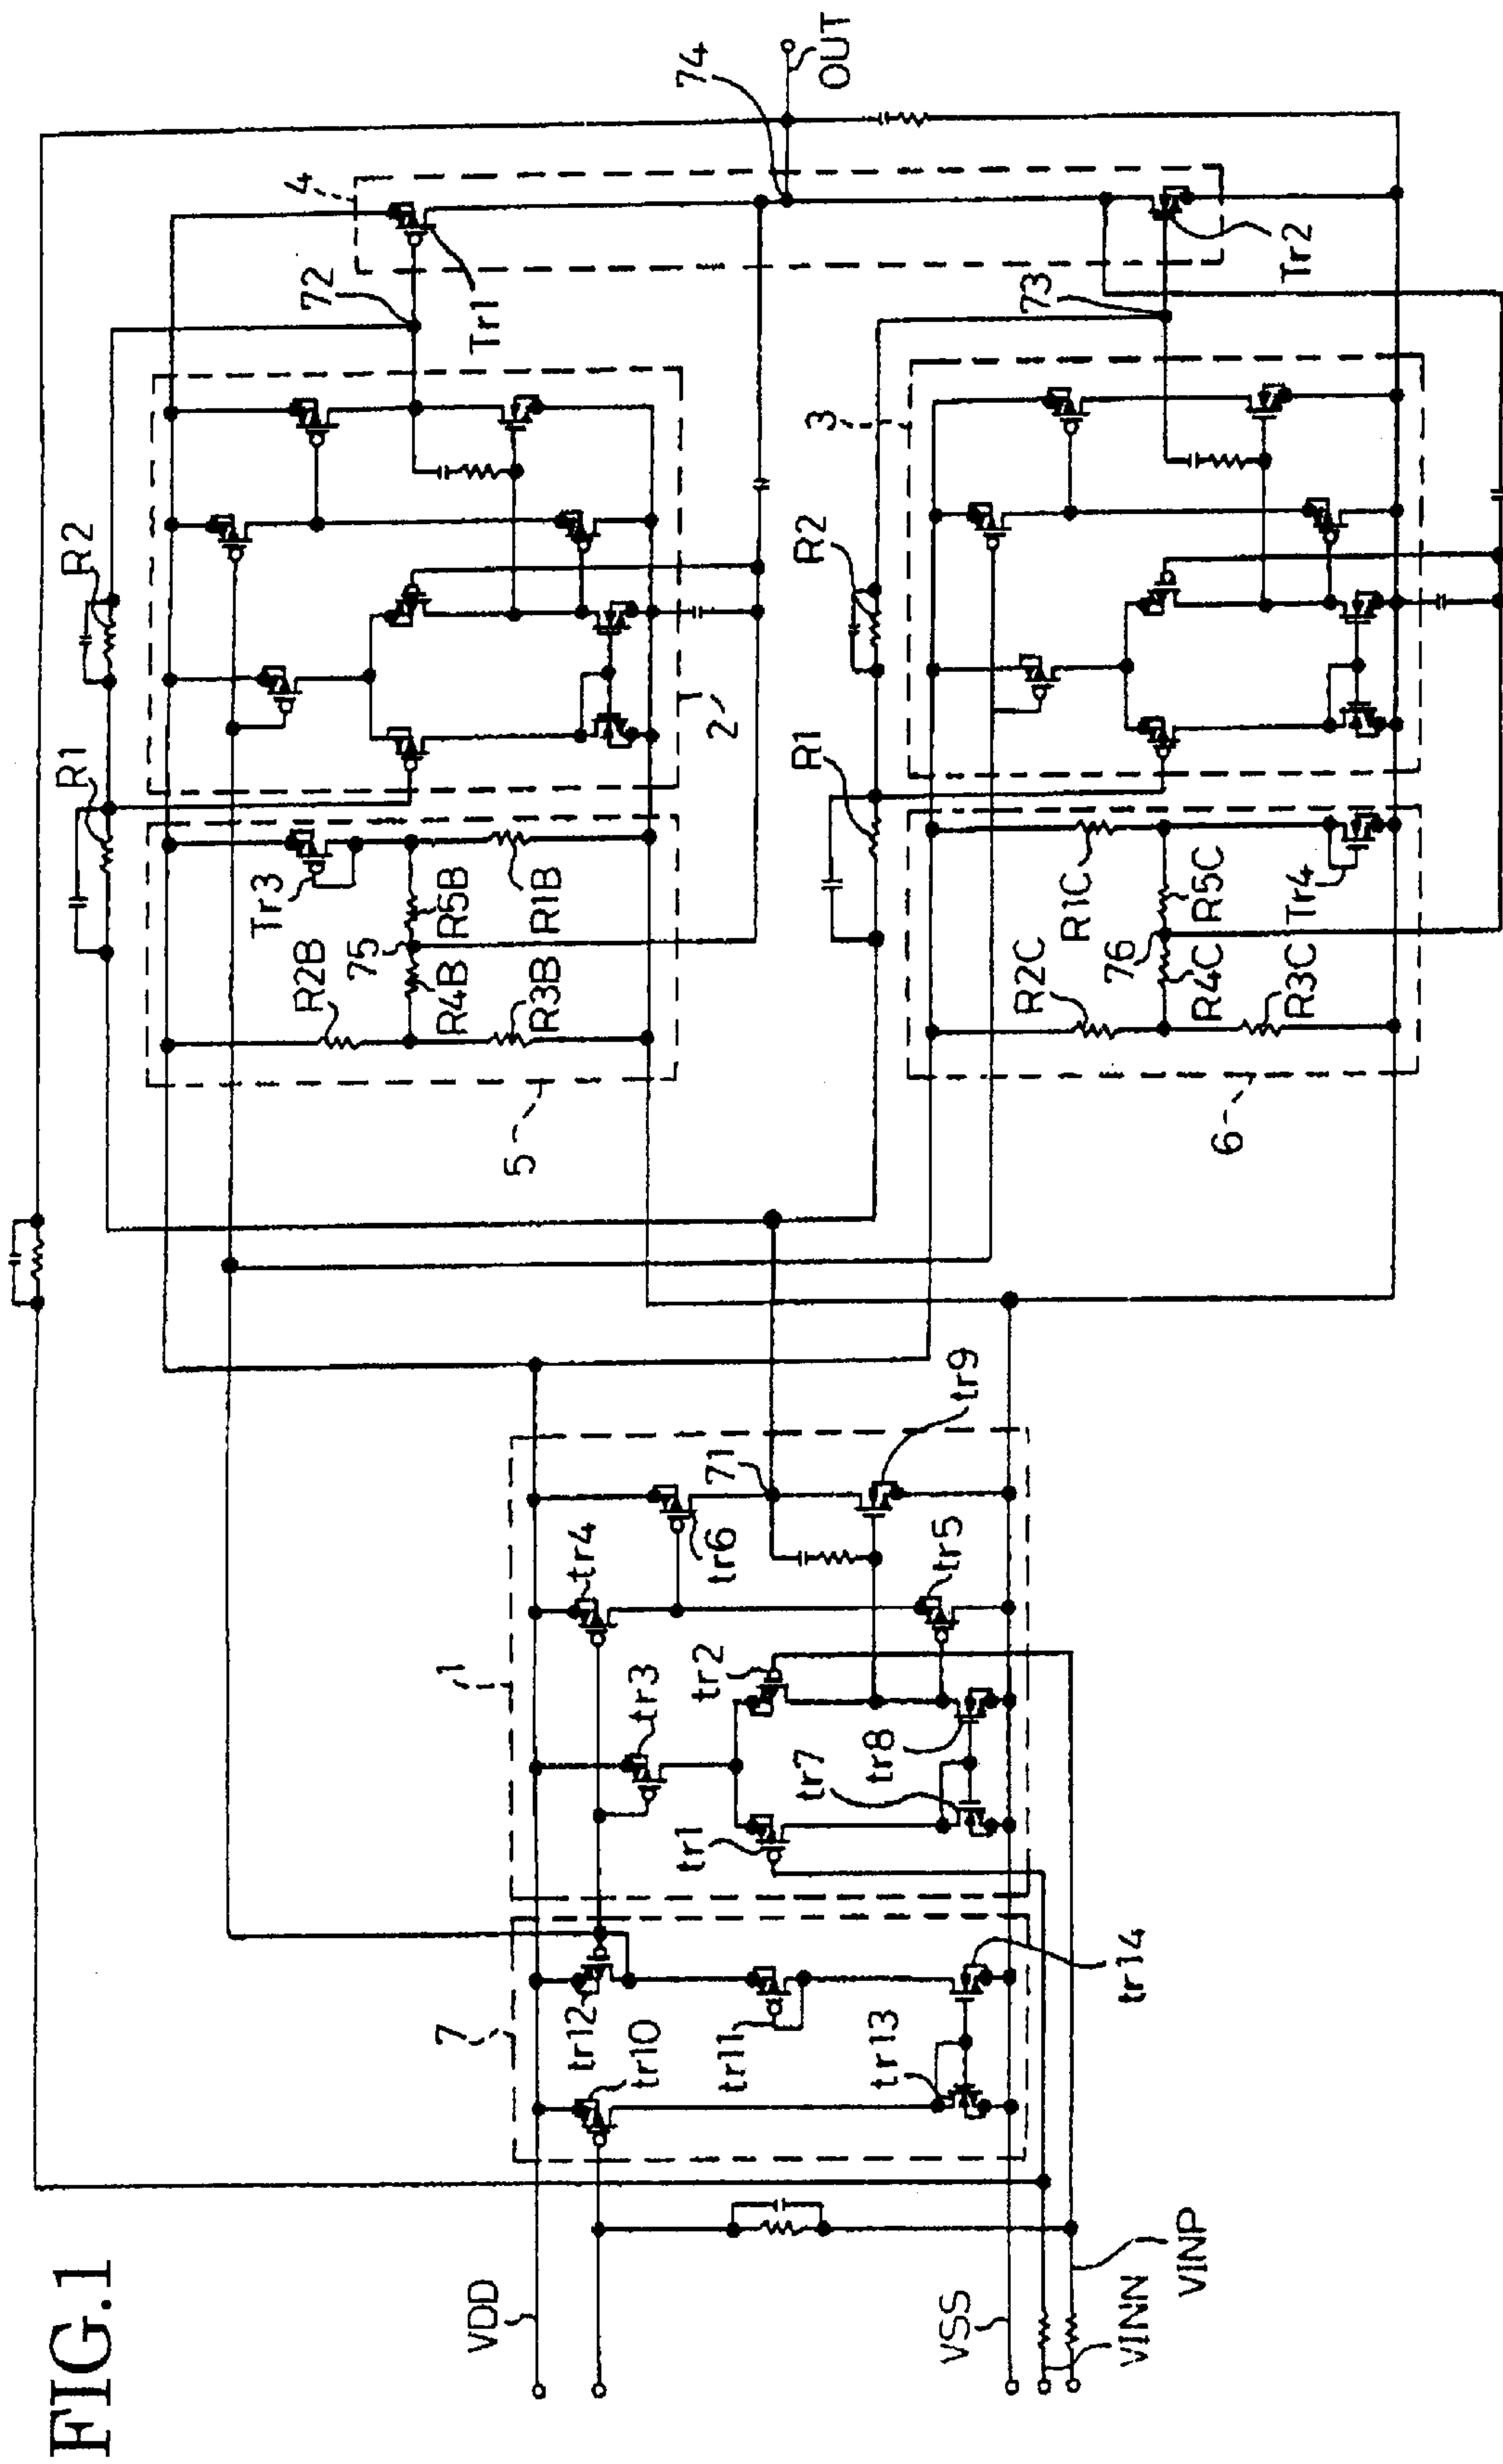 FIG.1
VDD
VSS
VINN
VINP
7
tr12
tr10
tr11
tr13
tr14
1
tr4
tr3
tr6
71
tr2
tr1
tr7
tr8
tr5
tr9
R1
R2
5
R2B
75
R4B
R3B
Tr3
R5B
R1B
2
72
Tr1
4
74
OUT
R1
R2
6
R2C
76
R4C
R3C
R1C
R5C
Tr4
3
73
Tr2